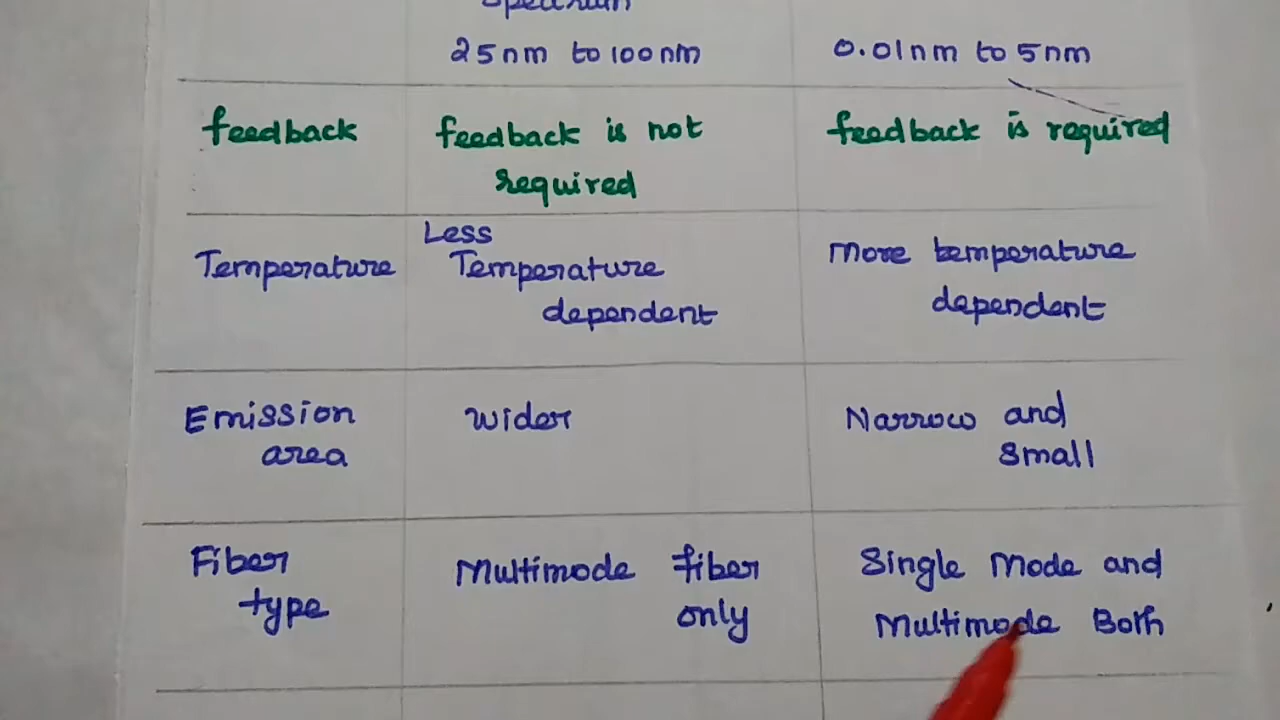 Spectrum
25nm to 100nm
0.01nm to 5nm
feedback
feedback is not
required
feedback is required
Temperature
Less
Temperature
dependent
More temperature
dependent
Emission
area
wider
Narrow and
Small
Fiber
type
Multimode fiber
only
Single Mode and
Multimode Both